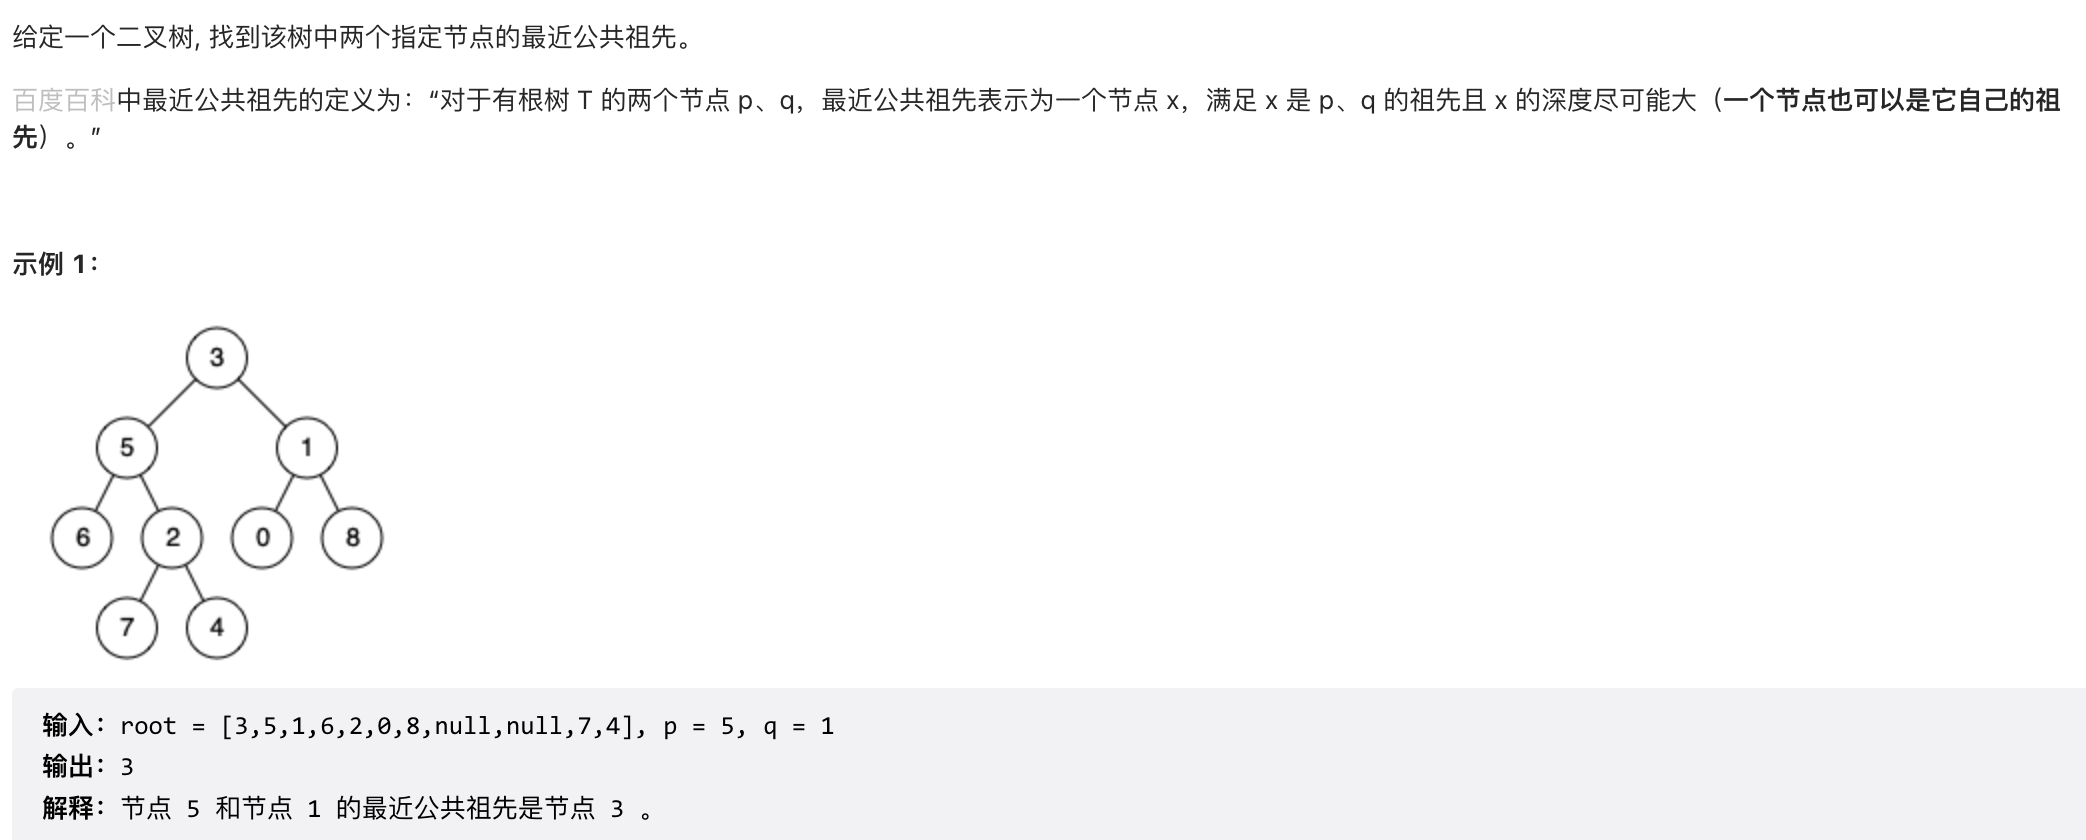 给定一个二叉树, 找到该树中两个指定节点的最近公共祖先。
百度百科中最近公共祖先的定义为：“对于有根树 T 的两个节点 p、q，最近公共祖先表示为一个节点 x，满足 x 是 p、q 的祖先且 x 的深度尽可能大（一个节点也可以是它自己的祖
先）。”
示例 1：
3
5 1
6 2 0 8
7 4
输入：root = [3,5,1,6,2,0,8,null,null,7,4], p = 5, q = 1
输出：3
解释：节点 5 和节点 1 的最近公共祖先是节点 3 。